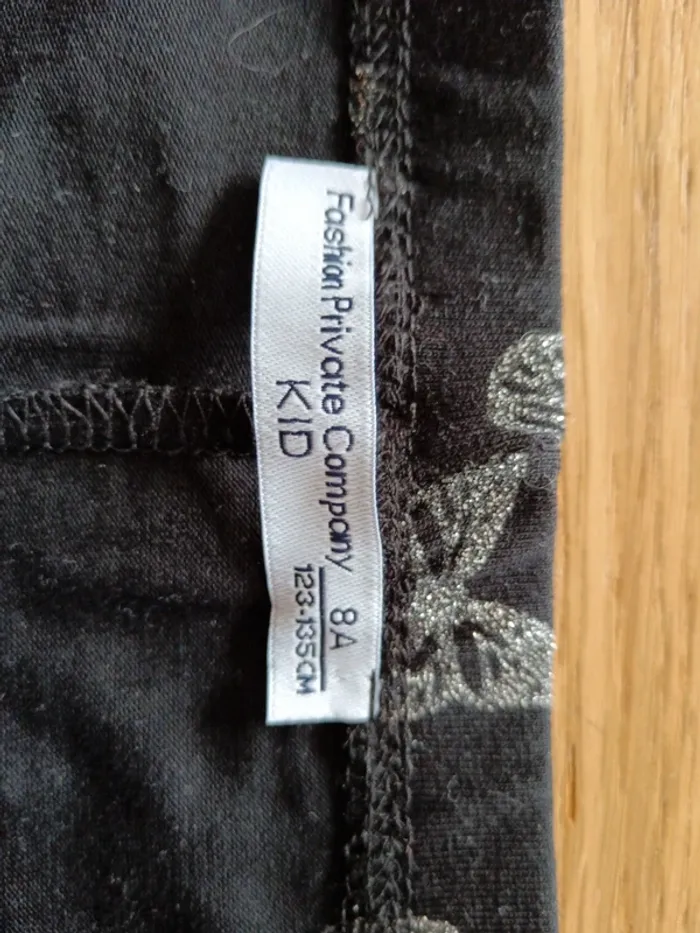 Fashion Private Company
KID
8A
123-135CM